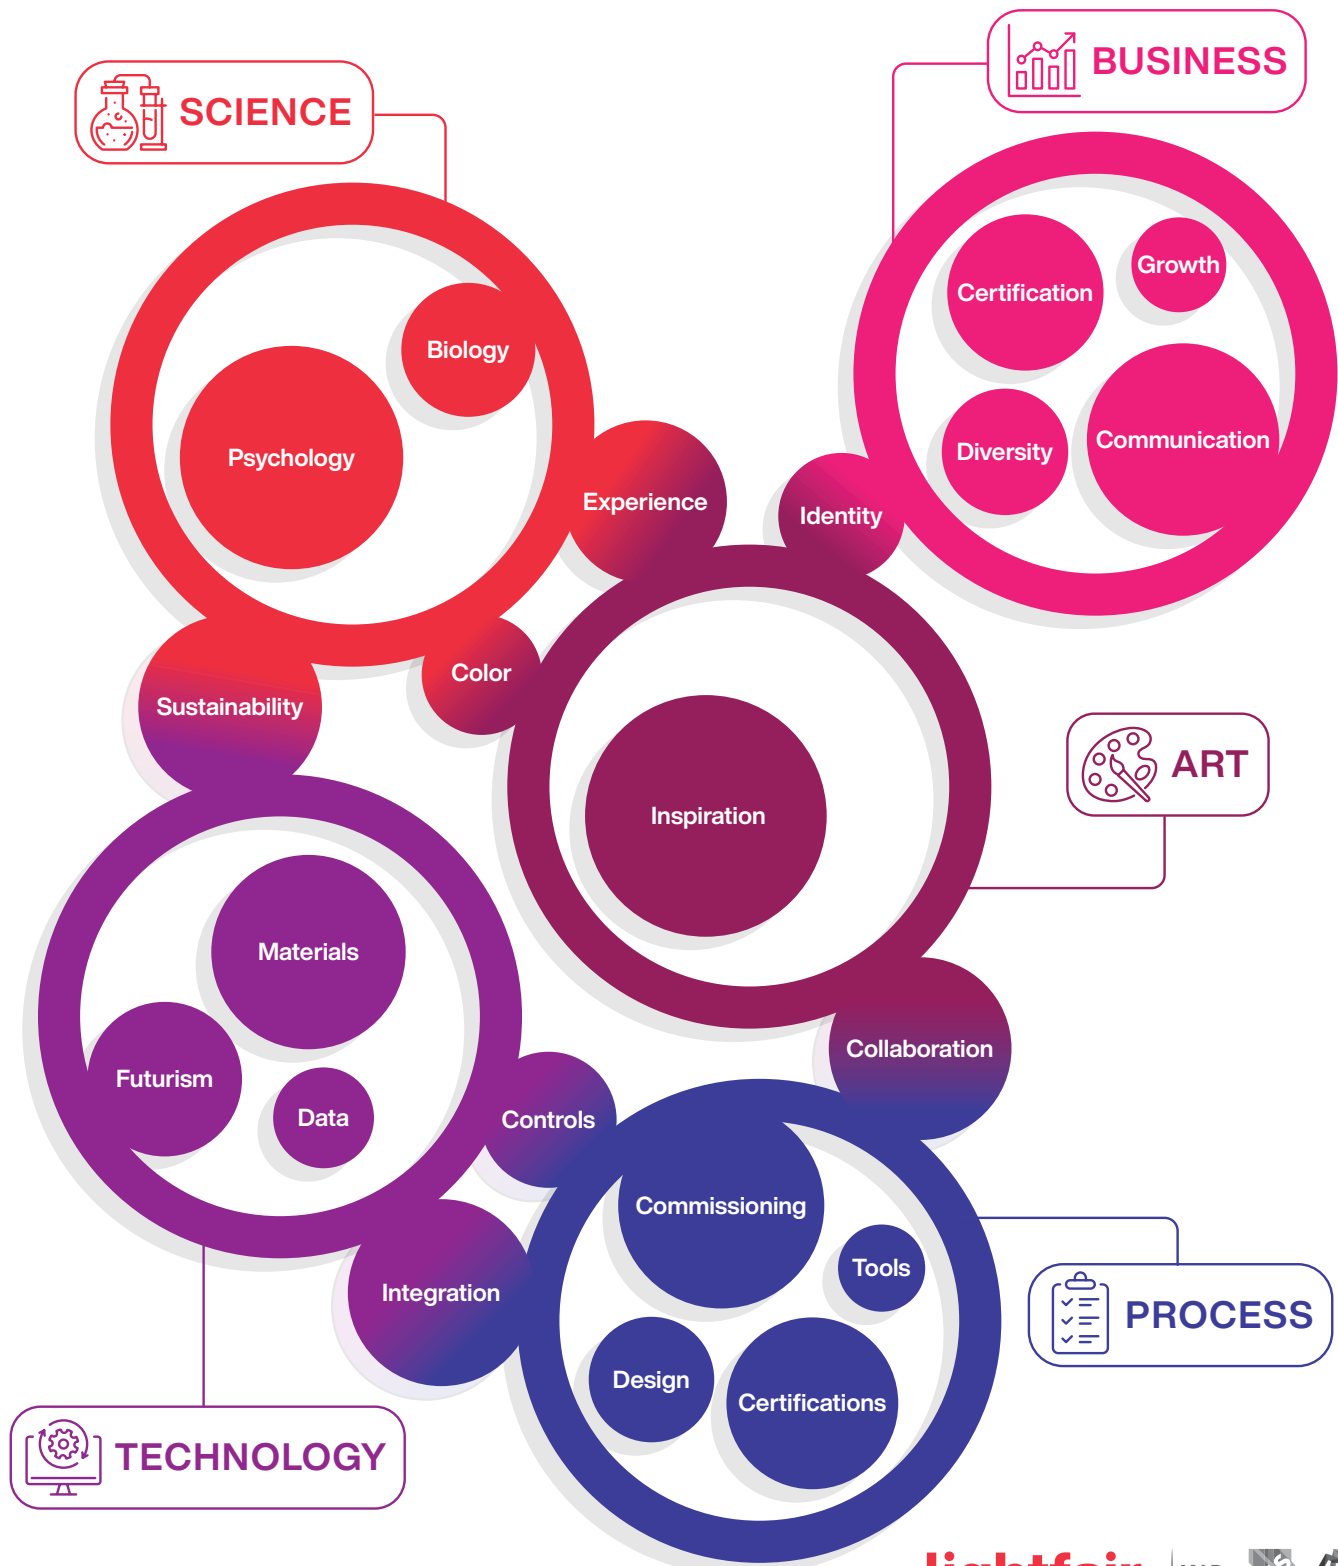 BUSINESS
SCIENCE
Growth
Certification
Biology
Communication
Diversity
Psychology
Experience
Identity
Color
Sustainability
ART
Inspiration
Materials
Collaboration
Futurism
Data
Controls
Commissioning
Tools
Integration
PROCESS
Design
Certifications
TECHNOLOGY
lightfair